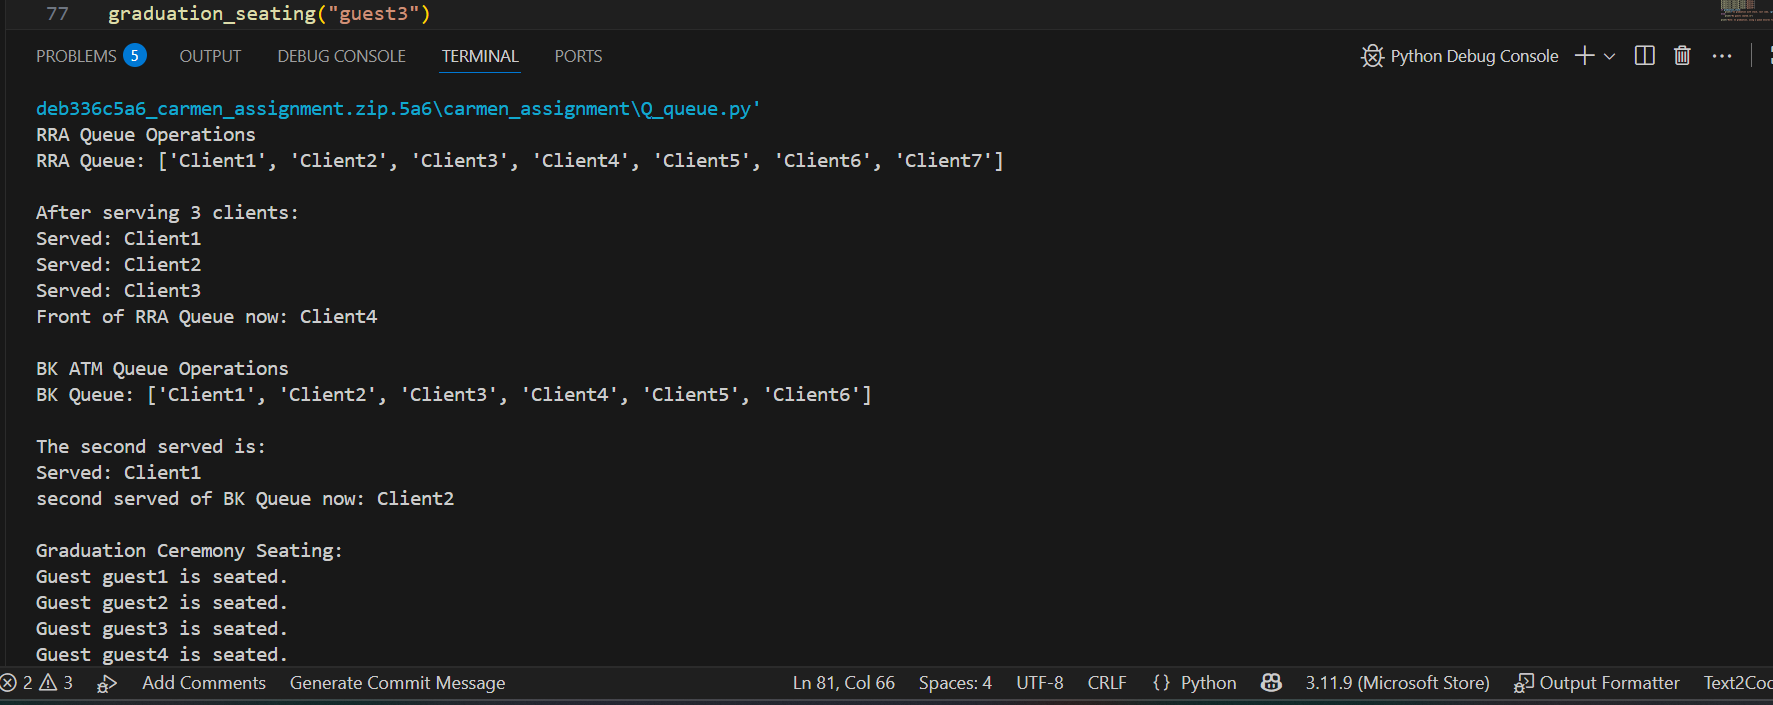 77 graduation_seating("guest3")
PROBLEMS 5 OUTPUT DEBUG CONSOLE TERMINAL PORTS Python Debug Console
deb336c5a6_carmen_assignment.zip.5a6\carmen_assignment\Q_queue.py'
RRA Queue Operations
RRA Queue: ['Client1', 'Client2', 'Client3', 'Client4', 'Client5', 'Client6', 'Client7']
After serving 3 clients:
Served: Client1
Served: Client2
Served: Client3
Front of RRA Queue now: Client4
BK ATM Queue Operations
BK Queue: ['Client1', 'Client2', 'Client3', 'Client4', 'Client5', 'Client6']
The second served is:
Served: Client1
second served of BK Queue now: Client2
Graduation Ceremony Seating:
Guest guest1 is seated.
Guest guest2 is seated.
Guest guest3 is seated.
Guest guest4 is seated.
2 3 Add Comments Generate Commit Message Ln 81, Col 66 Spaces: 4 UTF-8 CRLF {} Python 3.11.9 (Microsoft Store) Output Formatter Text2Coc